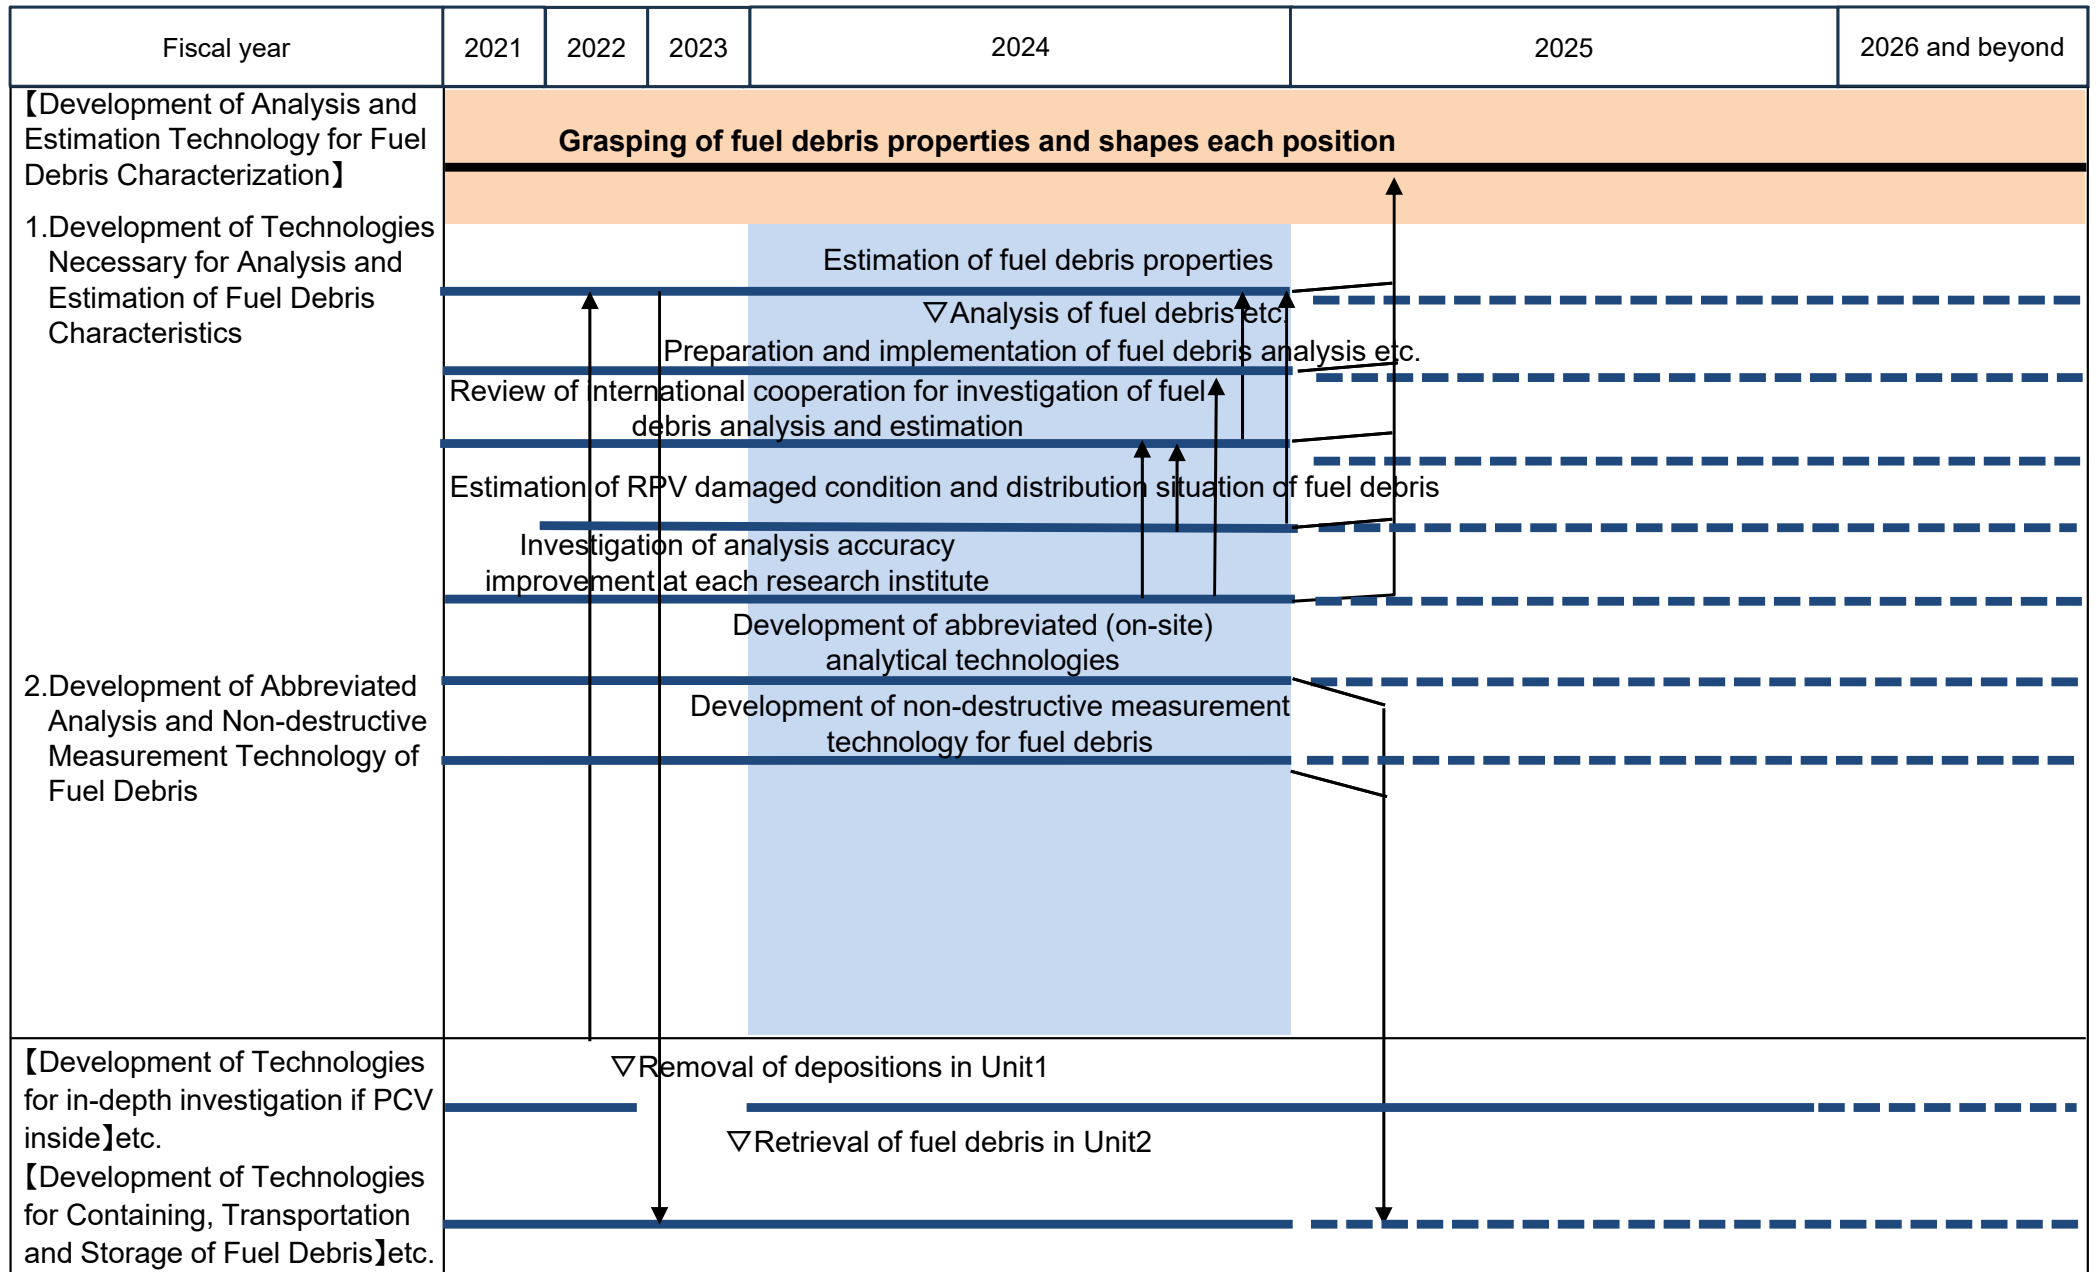 Fiscal year
2021
2022
2023
2024
2025
2026 and beyond
【Development of Analysis and
Estimation Technology for Fuel
Debris Characterization】
Grasping of fuel debris properties and shapes each position
1.Development of Technologies
Necessary for Analysis and
Estimation of Fuel Debris
Characteristics
Estimation of fuel debris properties
▽Analysis of fuel debris etc.
Preparation and implementation of fuel debris analysis etc.
Review of international cooperation for investigation of fuel
debris analysis and estimation
Estimation of RPV damaged condition and distribution situation of fuel debris
Investigation of analysis accuracy
improvement at each research institute
Development of abbreviated (on-site)
analytical technologies
2.Development of Abbreviated
Analysis and Non-destructive
Measurement Technology of
Fuel Debris
Development of non-destructive measurement
technology for fuel debris
【Development of Technologies
for in-depth investigation if PCV
inside】etc.
▽Removal of depositions in Unit1
▽Retrieval of fuel debris in Unit2
【Development of Technologies
for Containing, Transportation
and Storage of Fuel Debris】etc.